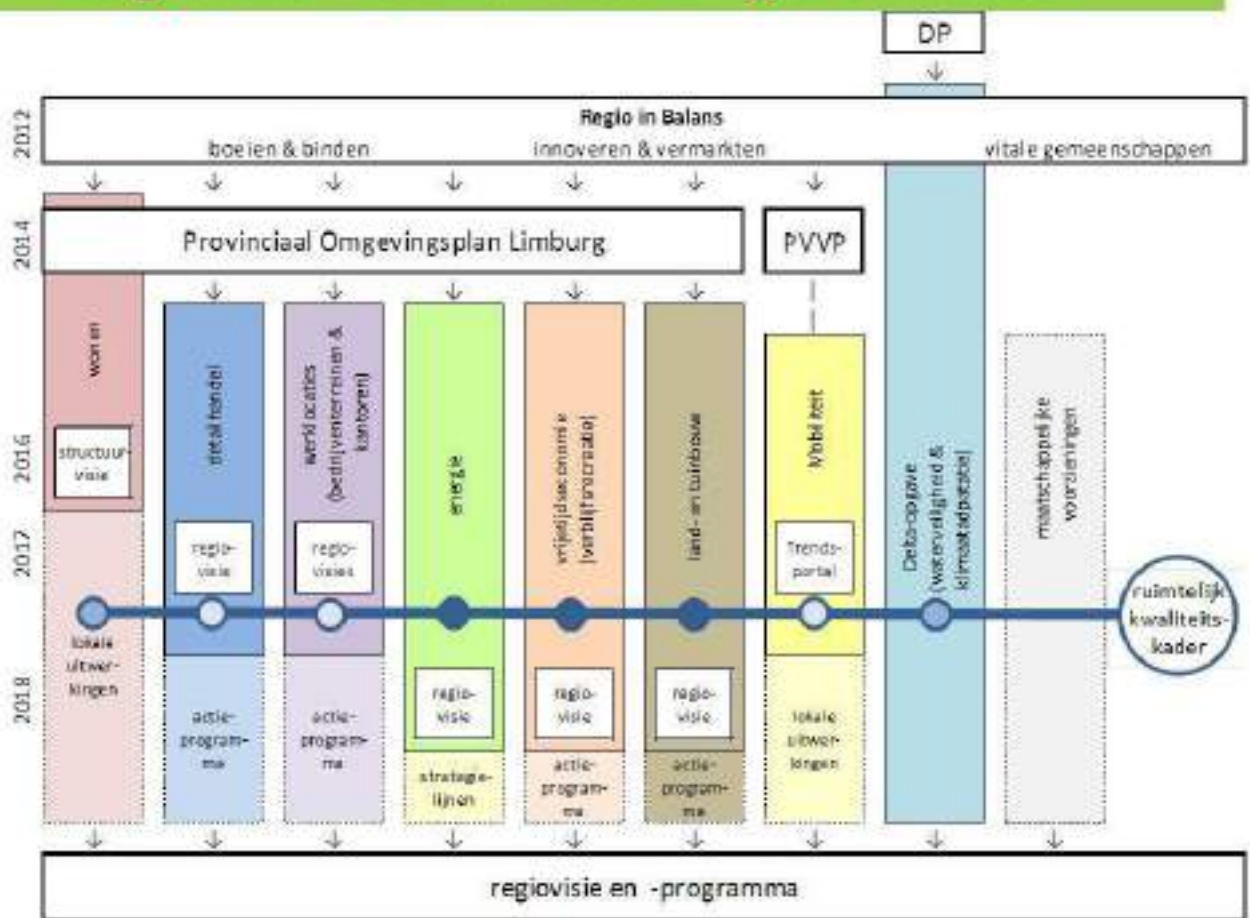 DP
2012
Regio in Balans
boeien & binden
innoveren & vermarkten
vitale gemeenschappen
2014
Provinciaal Omgevingsplan Limburg
PVVP
wonen
detailhandel
werklocaties
(bedrijventerreinen &
kantoren)
energie
vrijetijdseconomie
(verblijfsrecreatie)
land- en tuinbouw
Mobiliteit
Delta-opgave
(waterveiligheid &
klimaatadpatatie)
maatschappelijke
voorzieningen
2016
structuur-
visie
2017
regio-
visie
regio-
visies
Trends-
portal
ruimtelijk
kwaliteits-
kader
2018
lokale
uitwer-
kingen
actie-
program-
ma
actie-
program-
ma
regio-
visie
strategie-
lijnen
regio-
visie
actie-
program-
ma
regio-
visie
actie-
program-
ma
lokale
uitwer-
kingen
regiovisie en -programma